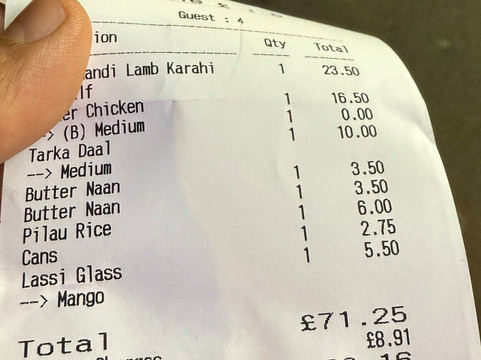 Guest : 4
ion Qty Total
andi Lamb Karahi 1 23.50
lf
er Chicken 1 16.50
--> (B) Medium 1 0.00
Tarka Daal 1 10.00
--> Medium
Butter Naan 1 3.50
Butter Naan 1 3.50
Pilau Rice 1 6.00
Cans 1 2.75
Lassi Glass 1 5.50
--> Mango
Total £71.25
£8.91